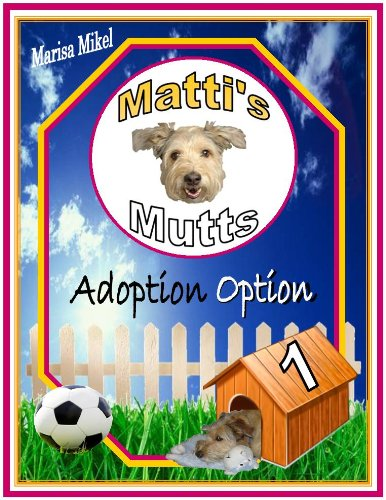 Marisa Mikel
Matti's
Mutts
Adoption Option
1